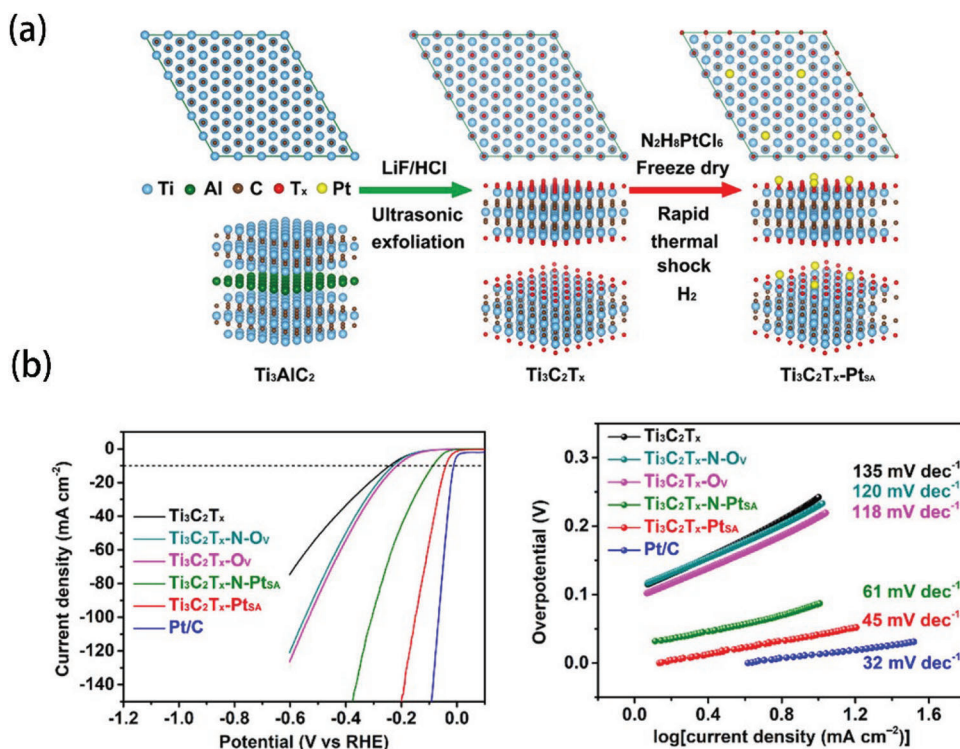 (a)
Ti Al C Tx Pt
LiF/HCl
Ultrasonic
exfoliation
N₂H₈PtCl₆
Freeze dry
Rapid
thermal
shock
H₂
Ti₃AlC₂
Ti₃C₂Tx
Ti₃C₂Tx-PtSA
(b)
0
-20
-40
-60
-80
-100
-120
-140
Current density (mA cm⁻²)
Ti₃C₂Tx
Ti₃C₂Tx-N-Ov
Ti₃C₂Tx-Ov
Ti₃C₂Tx-N-PtSA
Ti₃C₂Tx-PtSA
Pt/C
-1.2 -1.0 -0.8 -0.6 -0.4 -0.2 0.0
Potential (V vs RHE)
0.3
0.2
0.1
0.0
Overpotential (V)
Ti₃C₂Tx
Ti₃C₂Tx-N-Ov
Ti₃C₂Tx-Ov
Ti₃C₂Tx-N-PtSA
Ti₃C₂Tx-PtSA
Pt/C
135 mV dec⁻¹
120 mV dec⁻¹
118 mV dec⁻¹
61 mV dec⁻¹
45 mV dec⁻¹
32 mV dec⁻¹
0.0 0.4 0.8 1.2 1.6
log[current density (mA cm⁻²)]